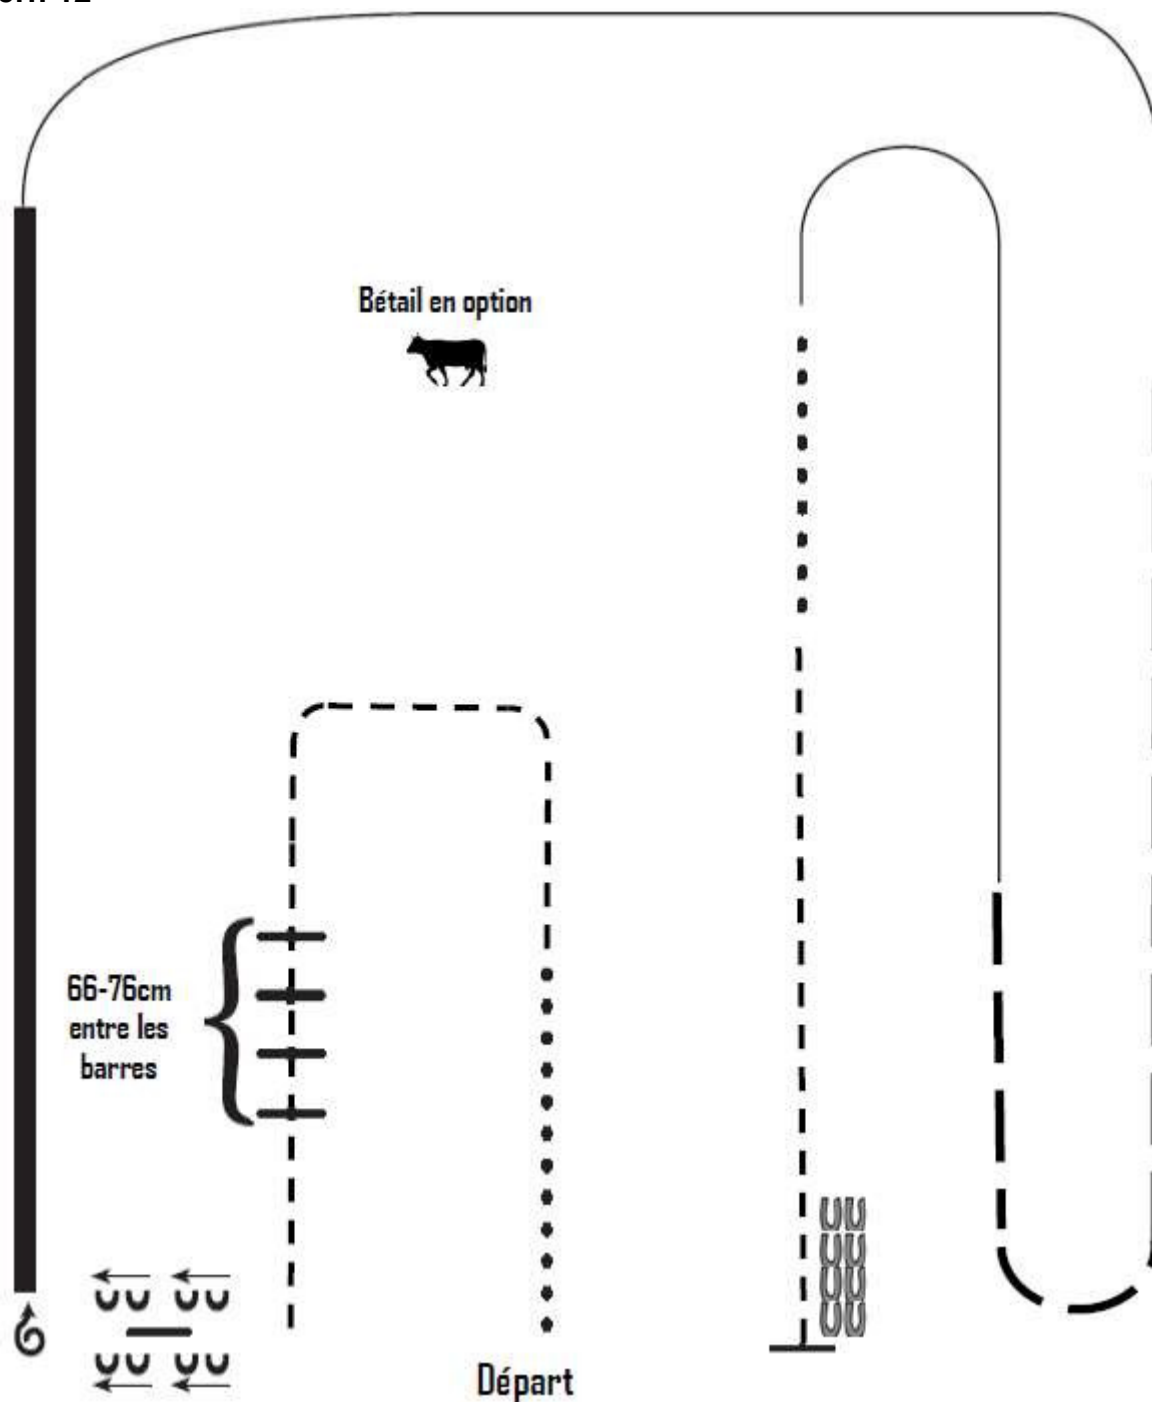 Bétail en option
66-76cm
entre les
barres
Départ